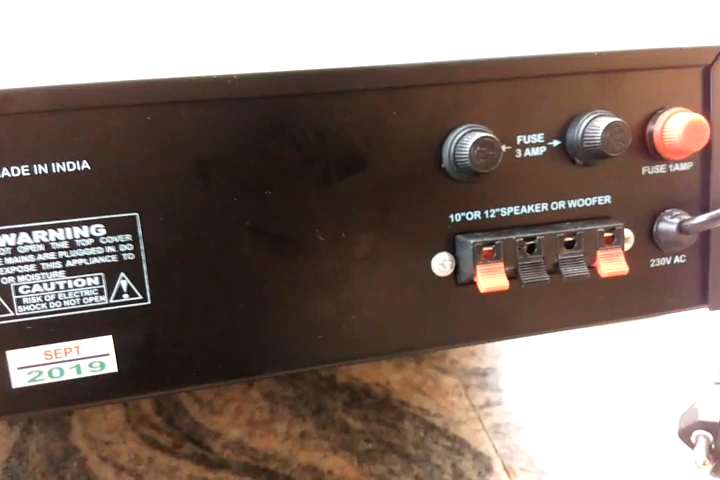 ADE IN INDIA
FUSE
3 AMP
FUSE 1AMP
10"OR 12"SPEAKER OR WOOFER
230V AC
WARNING
NOT OPEN THE TOP COVER
E MAINS ARE PLUGGED IN DO
EXPOSE THIS APPLIANCE TO
OR MOISTURE
CAUTION
RISK OF ELECTRIC
SHOCK DO NOT OPEN
SEPT
2019